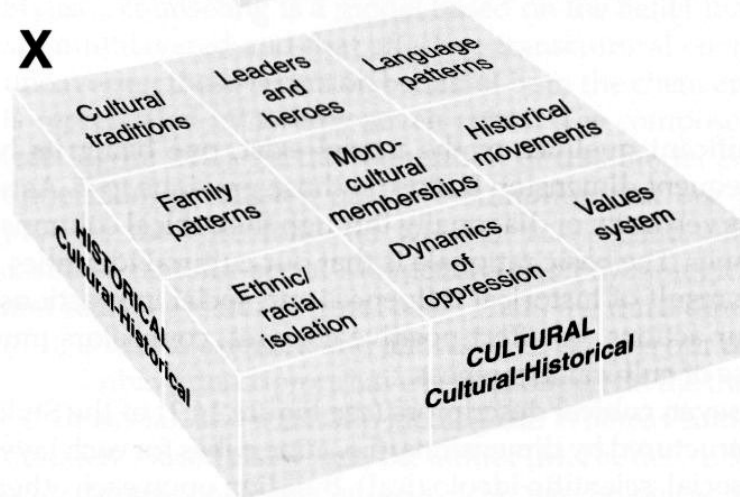 X
Cultural
traditions
Leaders
and
heroes
Language
patterns
Family
patterns
Mono-
cultural
memberships
Historical
movements
Ethnic/
racial
isolation
Dynamics
of
oppression
Values
system
HISTORICAL
Cultural-Historical
CULTURAL
Cultural-Historical